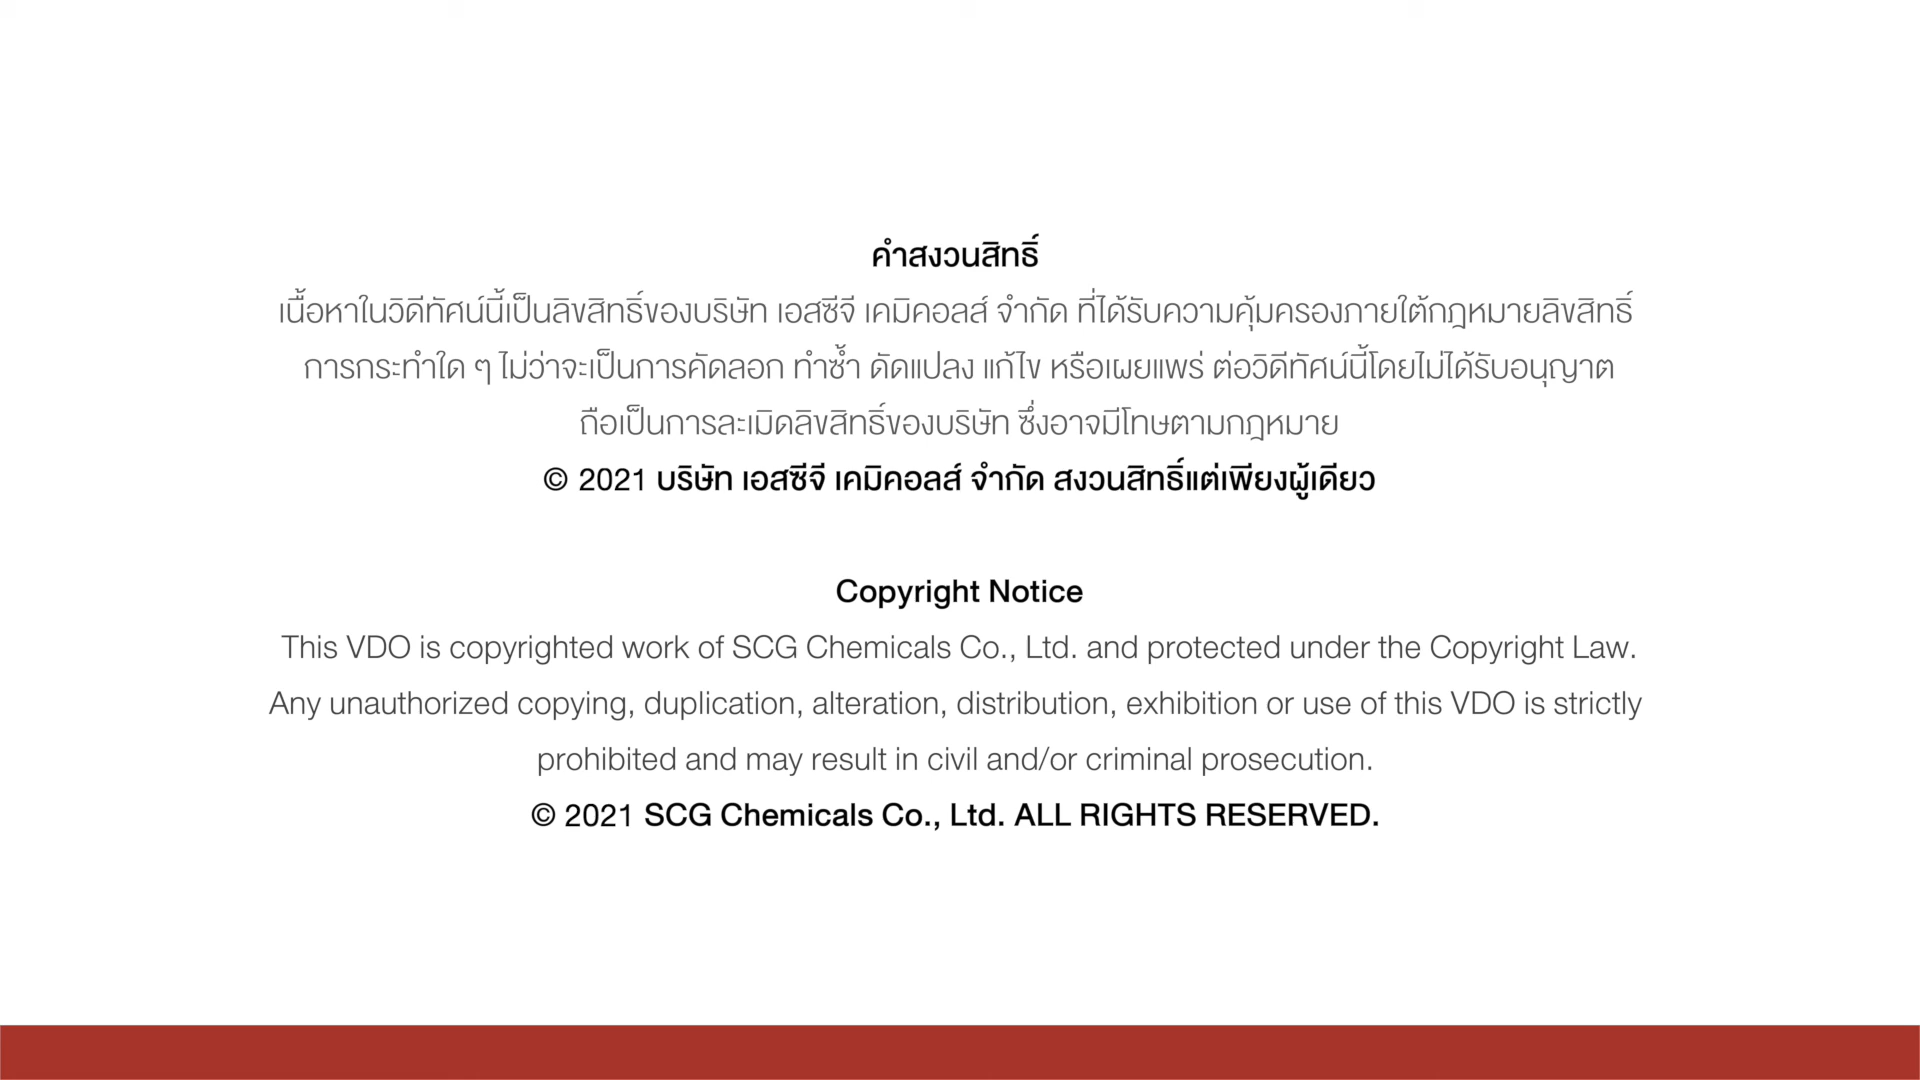 คำสงวนสิทธิ์
เนื้อหาในวิดีทัศน์นี้เป็นลิขสิทธิ์ของบริษัท เอสซีจี เคมิคอลส์ จำกัด ที่ได้รับความคุ้มครองภายใต้กฎหมายลิขสิทธิ์
การกระทำใด ๆ ไม่ว่าจะเป็นการคัดลอก ทำซ้ำ ดัดแปลง แก้ไข หรือเผยแพร่ ต่อวิดีทัศน์นี้โดยไม่ได้รับอนุญาต
ถือเป็นการละเมิดลิขสิทธิ์ของบริษัท ซึ่งอาจมีโทษตามกฎหมาย
© 2021 บริษัท เอสซีจี เคมิคอลส์ จำกัด สงวนสิทธิ์แต่เพียงผู้เดียว
Copyright Notice
This VDO is copyrighted work of SCG Chemicals Co., Ltd. and protected under the Copyright Law.
Any unauthorized copying, duplication, alteration, distribution, exhibition or use of this VDO is strictly
prohibited and may result in civil and/or criminal prosecution.
© 2021 SCG Chemicals Co., Ltd. ALL RIGHTS RESERVED.